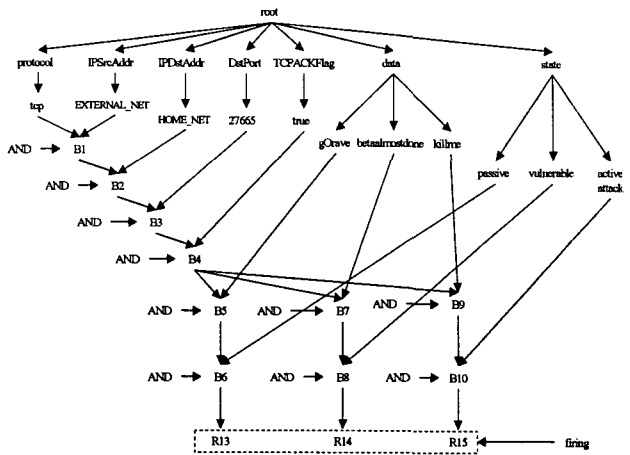 root
protocol IPSrcAddr IPDstAddr DstPort TCPACKFlag data state
tcp EXTERNAL_NET HOME_NET 27665 true
gOrave betaalmostdone killme
passive vulnerable active attack
AND B1
AND B2
AND B3
AND B4
AND B5 AND B7 AND B9
AND B6 AND B8 AND B10
R13 R14 R15 firing